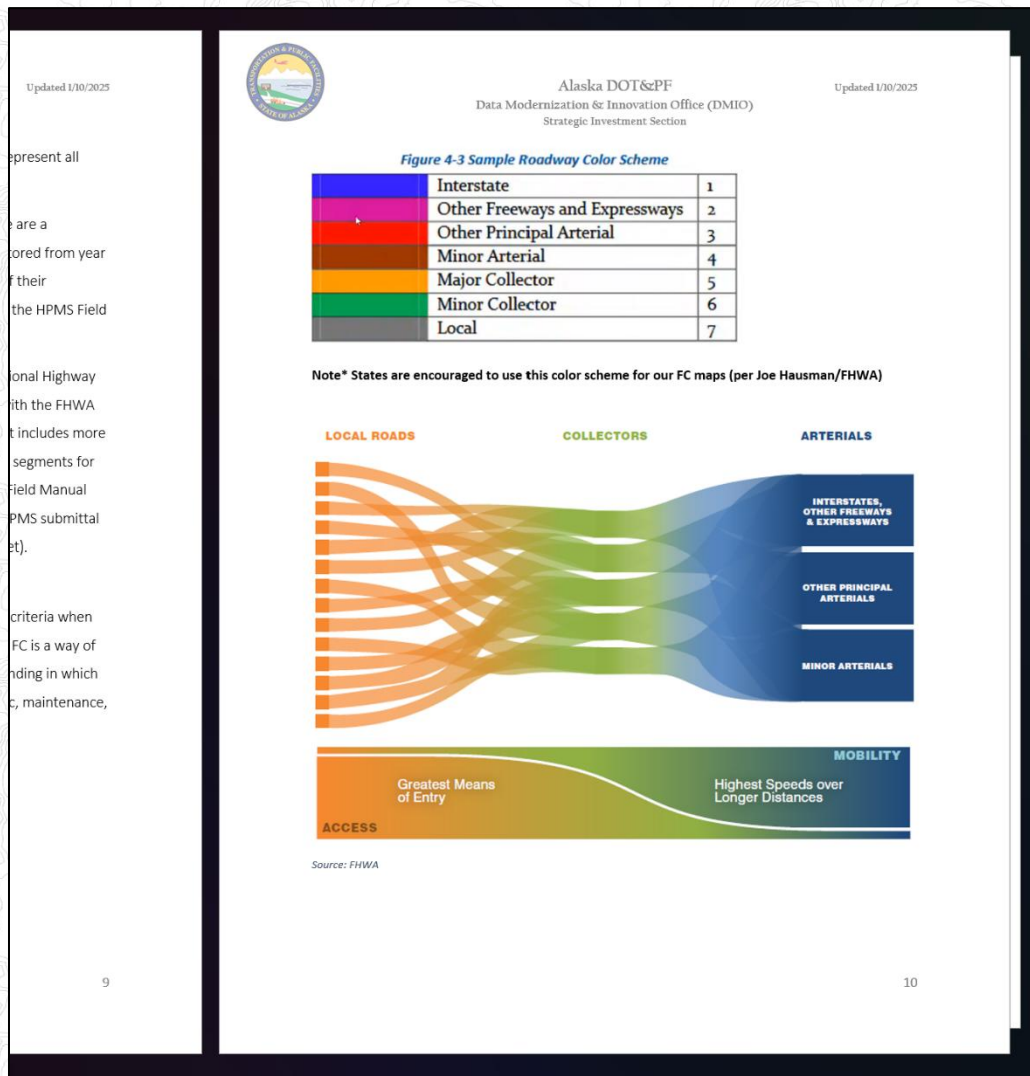 Updated 1/10/2025
epresent all
e are a
tored from year
f their
the HPMS Field
ional Highway
ith the FHWA
t includes more
segments for
Field Manual
PMS submittal
et).
criteria when
FC is a way of
nding in which
c, maintenance,
9
TRANSPORTATION & PUBLIC FACILITIES
STATE OF ALASKA
Alaska DOT&PF
Data Modernization & Innovation Office (DMIO)
Strategic Investment Section
Updated 1/10/2025
Figure 4-3 Sample Roadway Color Scheme
Interstate 1
Other Freeways and Expressways 2
Other Principal Arterial 3
Minor Arterial 4
Major Collector 5
Minor Collector 6
Local 7
Note* States are encouraged to use this color scheme for our FC maps (per Joe Hausman/FHWA)
LOCAL ROADS COLLECTORS ARTERIALS
INTERSTATES,
OTHER FREEWAYS
& EXPRESSWAYS
OTHER PRINCIPAL
ARTERIALS
MINOR ARTERIALS
MOBILITY
Greatest Means
of Entry
Highest Speeds over
Longer Distances
ACCESS
Source: FHWA
10